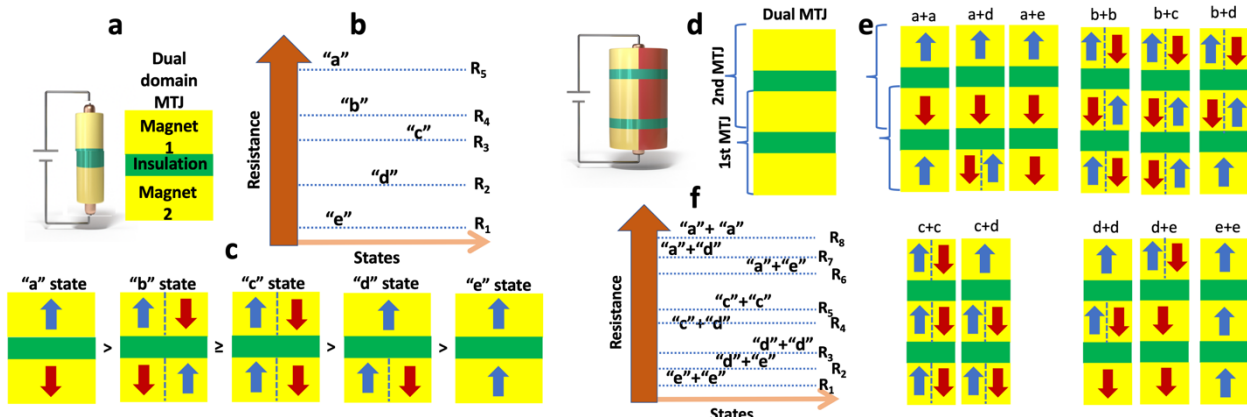 a
Dual
domain
MTJ
Magnet
1
Insulation
Magnet
2
b
Resistance
"a"
R5
"b"
R4
"c"
R3
"d"
R2
"e"
R1
States
c
"a" state
"b" state
"c" state
"d" state
"e" state
>
≥
>
>
d
Dual MTJ
2nd MTJ
1st MTJ
e
a+a
a+d
a+e
b+b
b+c
b+d
c+c
c+d
d+d
d+e
e+e
f
Resistance
"a"+ "a"
R8
"a"+"d"
R7
"a"+"e"
R6
"c"+"c"
R5
"c"+"d"
R4
"d"+"d"
R3
"d"+"e"
R2
"e"+"e"
R1
States